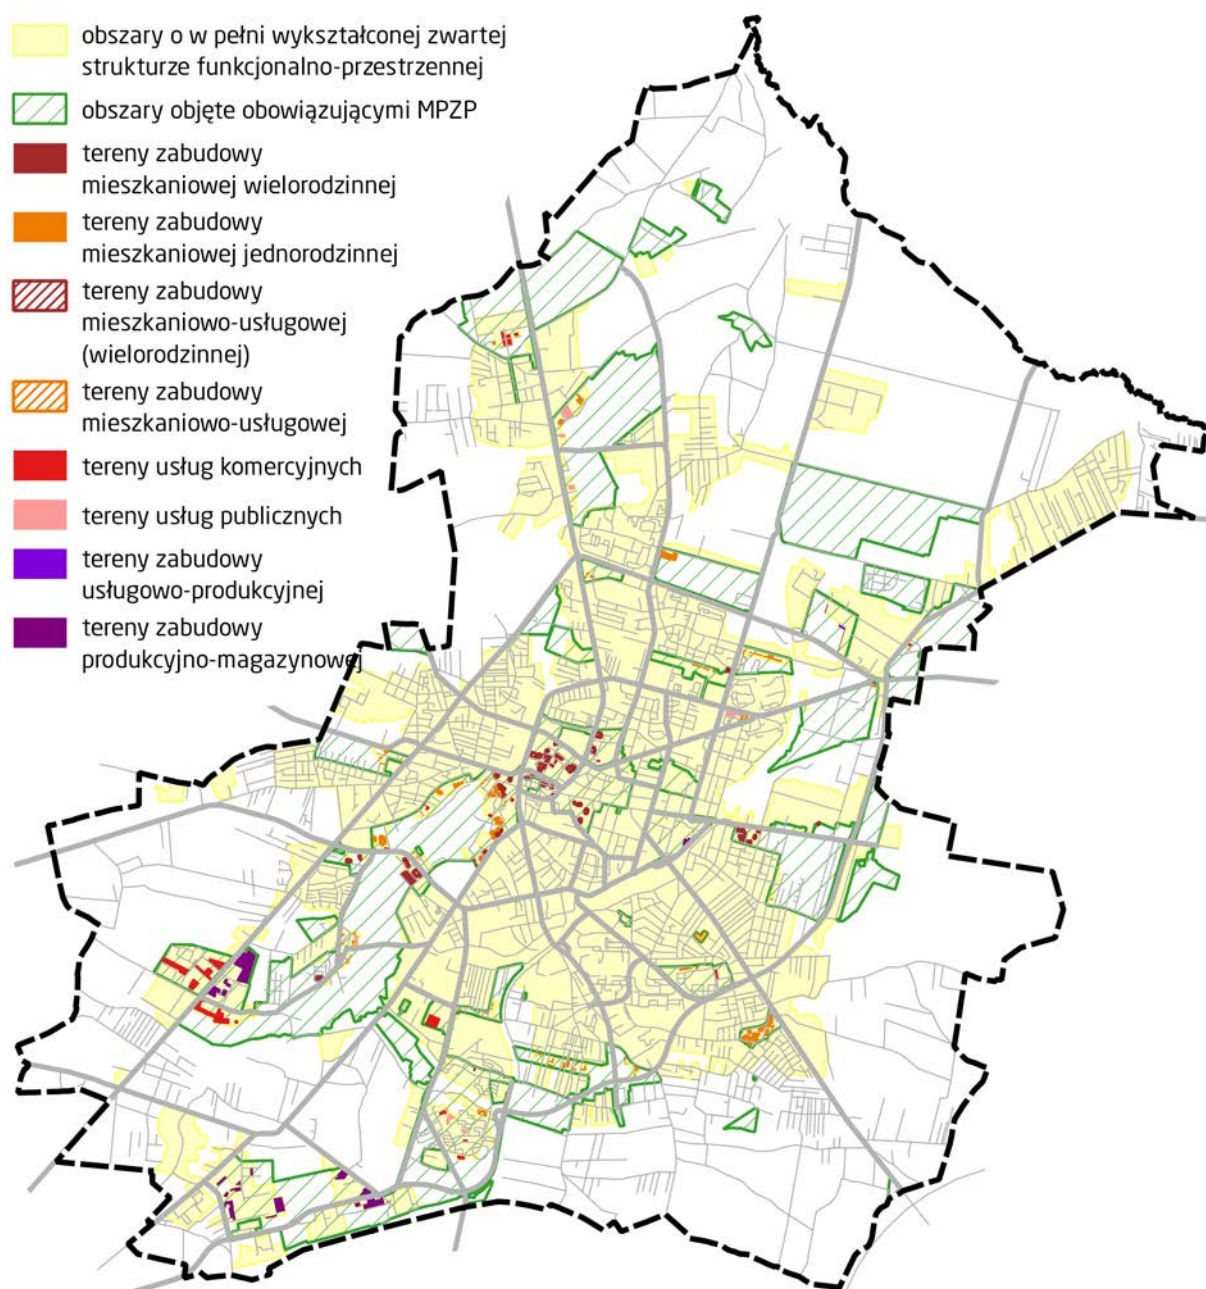 obszary o w pełni wykształconej zwartej
strukturze funkcjonalno-przestrzennej
obszary objęte obowiązującymi MPZP
tereny zabudowy
mieszkaniowej wielorodzinnej
tereny zabudowy
mieszkaniowej jednorodzinnej
tereny zabudowy
mieszkaniowo-usługowej
(wielorodzinnej)
tereny zabudowy
mieszkaniowo-usługowej
tereny usług komercyjnych
tereny usług publicznych
tereny zabudowy
usługowo-produkcyjnej
tereny zabudowy
produkcyjno-magazynowej